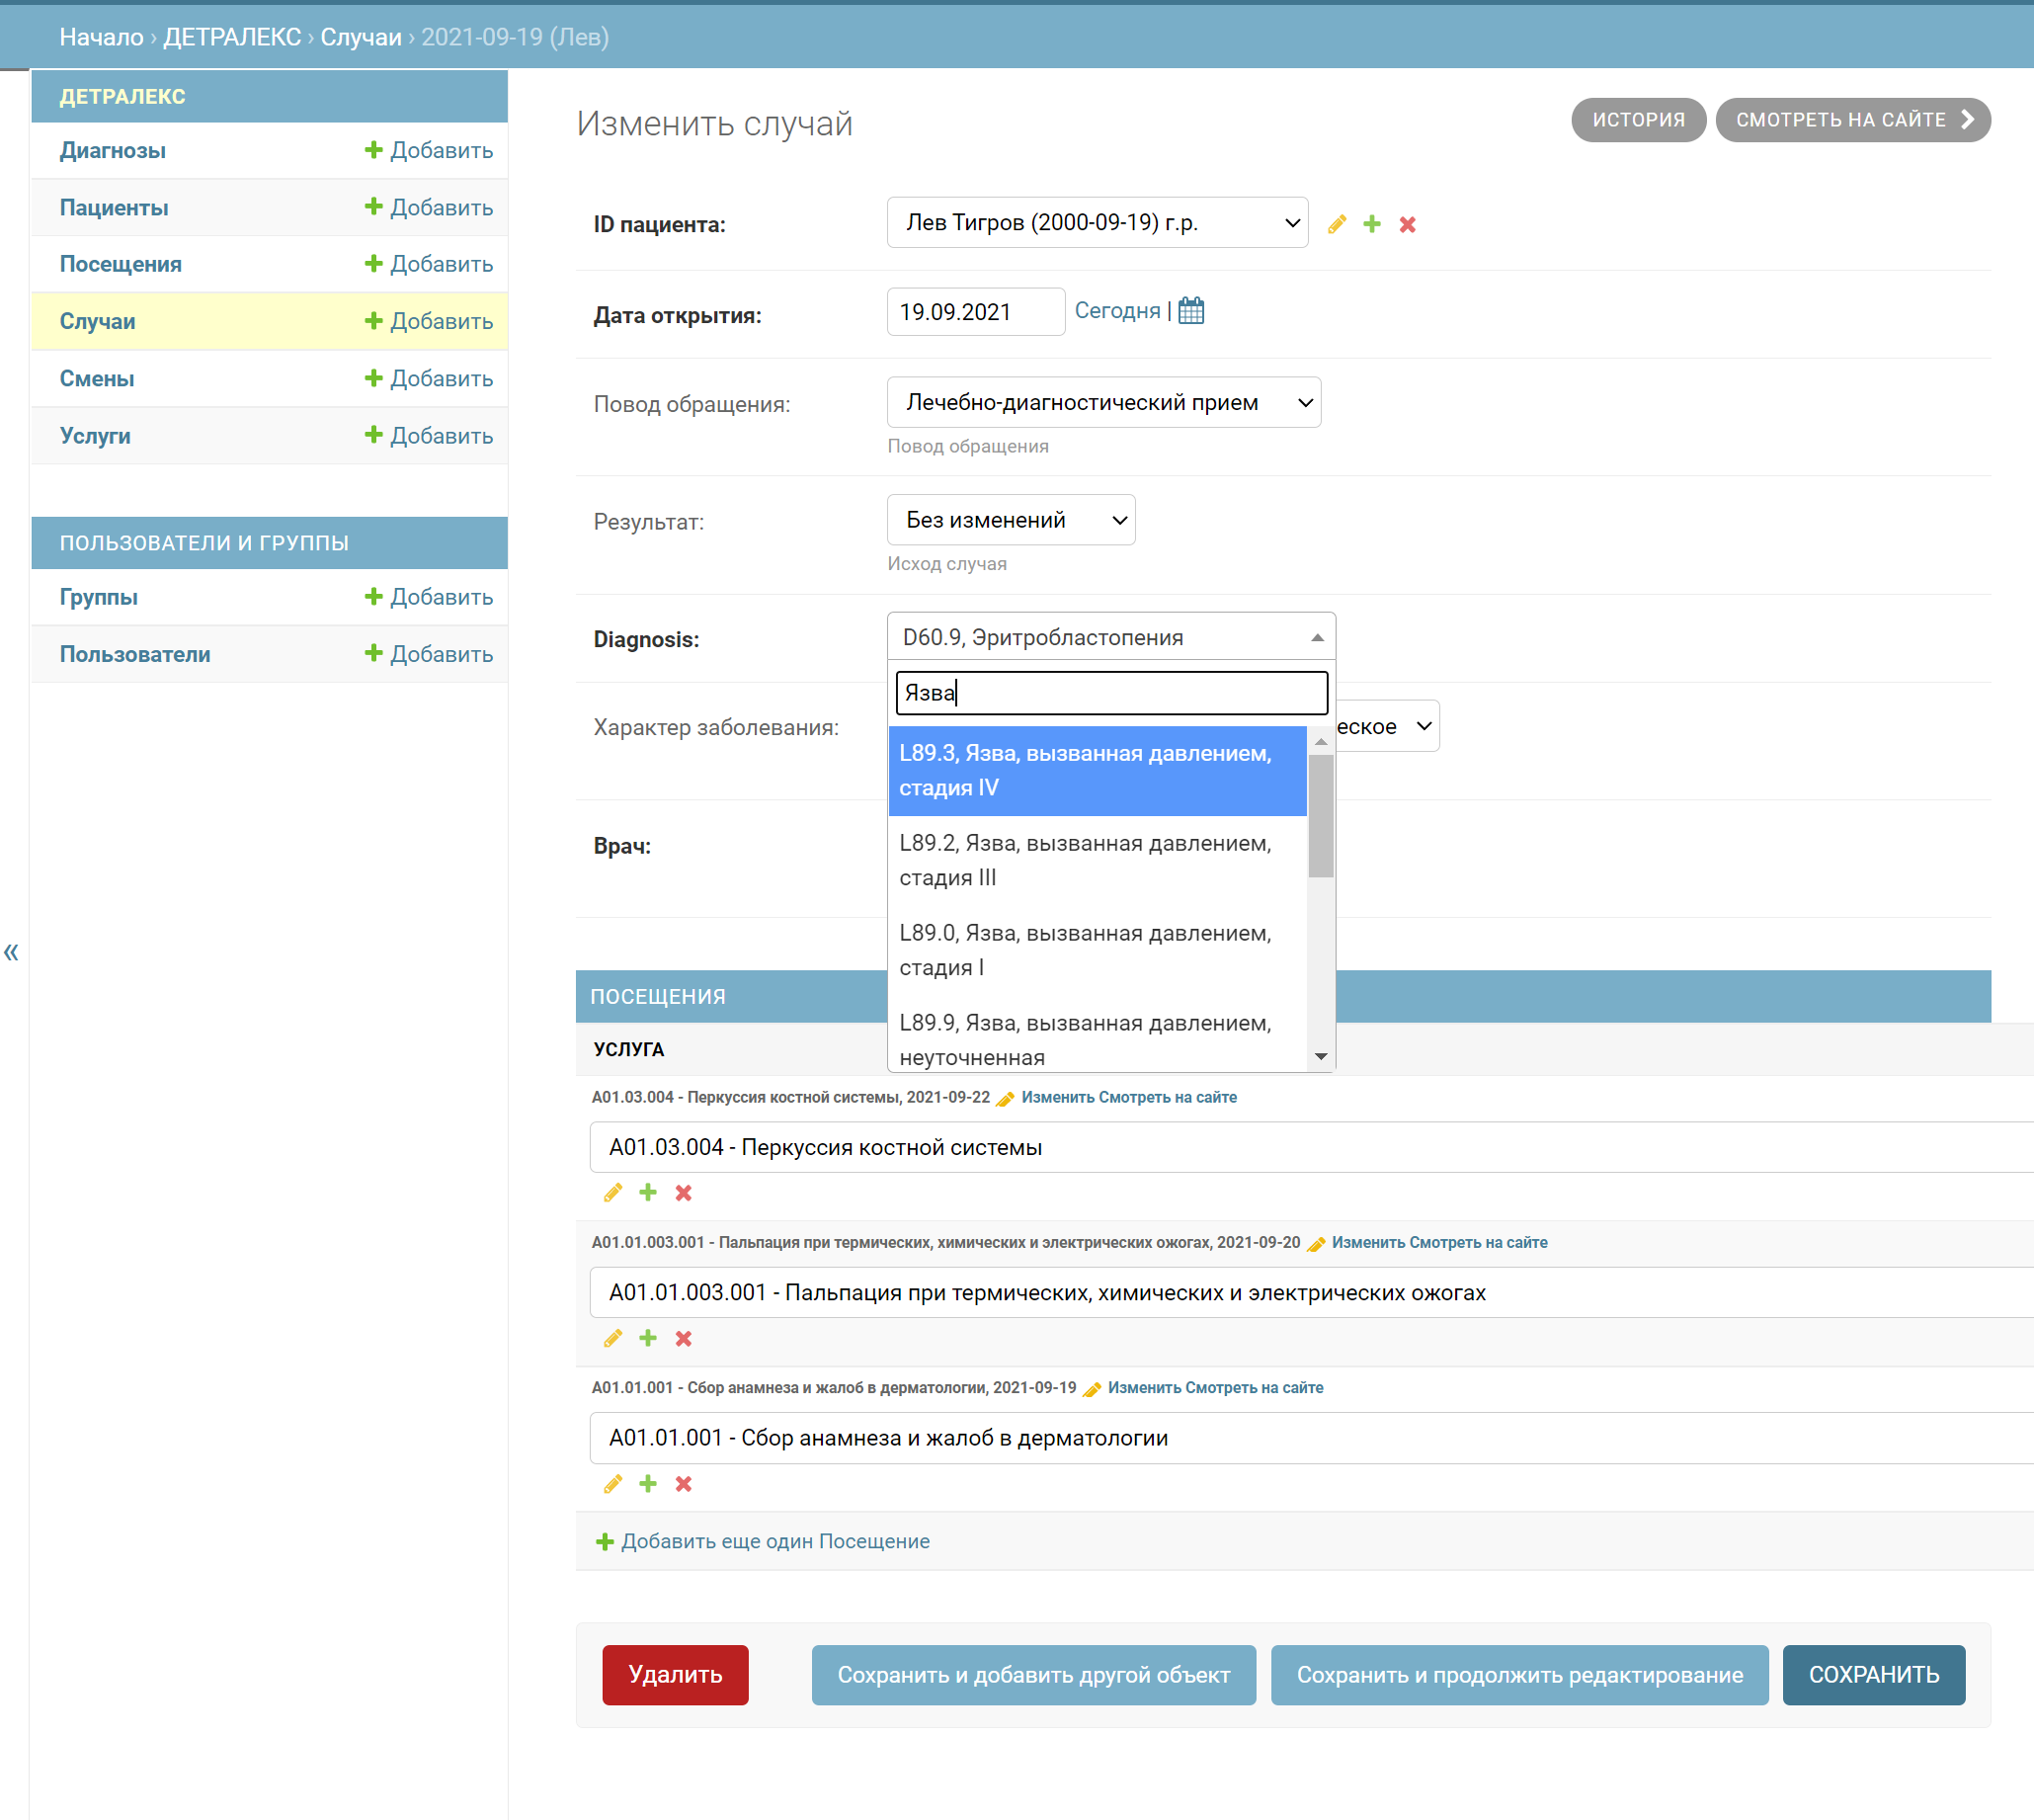 Начало › ДЕТРАЛЕКС › Случаи › 2021-09-19 (Лев)
ДЕТРАЛЕКС
Диагнозы Добавить
Пациенты Добавить
Посещения Добавить
Случаи Добавить
Смены Добавить
Услуги Добавить
ПОЛЬЗОВАТЕЛИ И ГРУППЫ
Группы Добавить
Пользователи Добавить
«
Изменить случай
ИСТОРИЯ СМОТРЕТЬ НА САЙТЕ
ID пациента: Лев Тигров (2000-09-19) г.р.
Дата открытия: 19.09.2021 Сегодня |
Повод обращения: Лечебно-диагностический прием
Повод обращения
Результат: Без изменений
Исход случая
Diagnosis: D60.9, Эритробластопения
Язва
Характер заболевания: еское
L89.3, Язва, вызванная давлением,
стадия IV
L89.2, Язва, вызванная давлением,
стадия III
L89.0, Язва, вызванная давлением,
стадия I
L89.9, Язва, вызванная давлением,
неуточненная
Врач:
ПОСЕЩЕНИЯ
УСЛУГА
A01.03.004 - Перкуссия костной системы, 2021-09-22 Изменить Смотреть на сайте
A01.03.004 - Перкуссия костной системы
A01.01.003.001 - Пальпация при термических, химических и электрических ожогах, 2021-09-20 Изменить Смотреть на сайте
A01.01.003.001 - Пальпация при термических, химических и электрических ожогах
A01.01.001 - Сбор анамнеза и жалоб в дерматологии, 2021-09-19 Изменить Смотреть на сайте
A01.01.001 - Сбор анамнеза и жалоб в дерматологии
Добавить еще один Посещение
Удалить Сохранить и добавить другой объект Сохранить и продолжить редактирование СОХРАНИТЬ